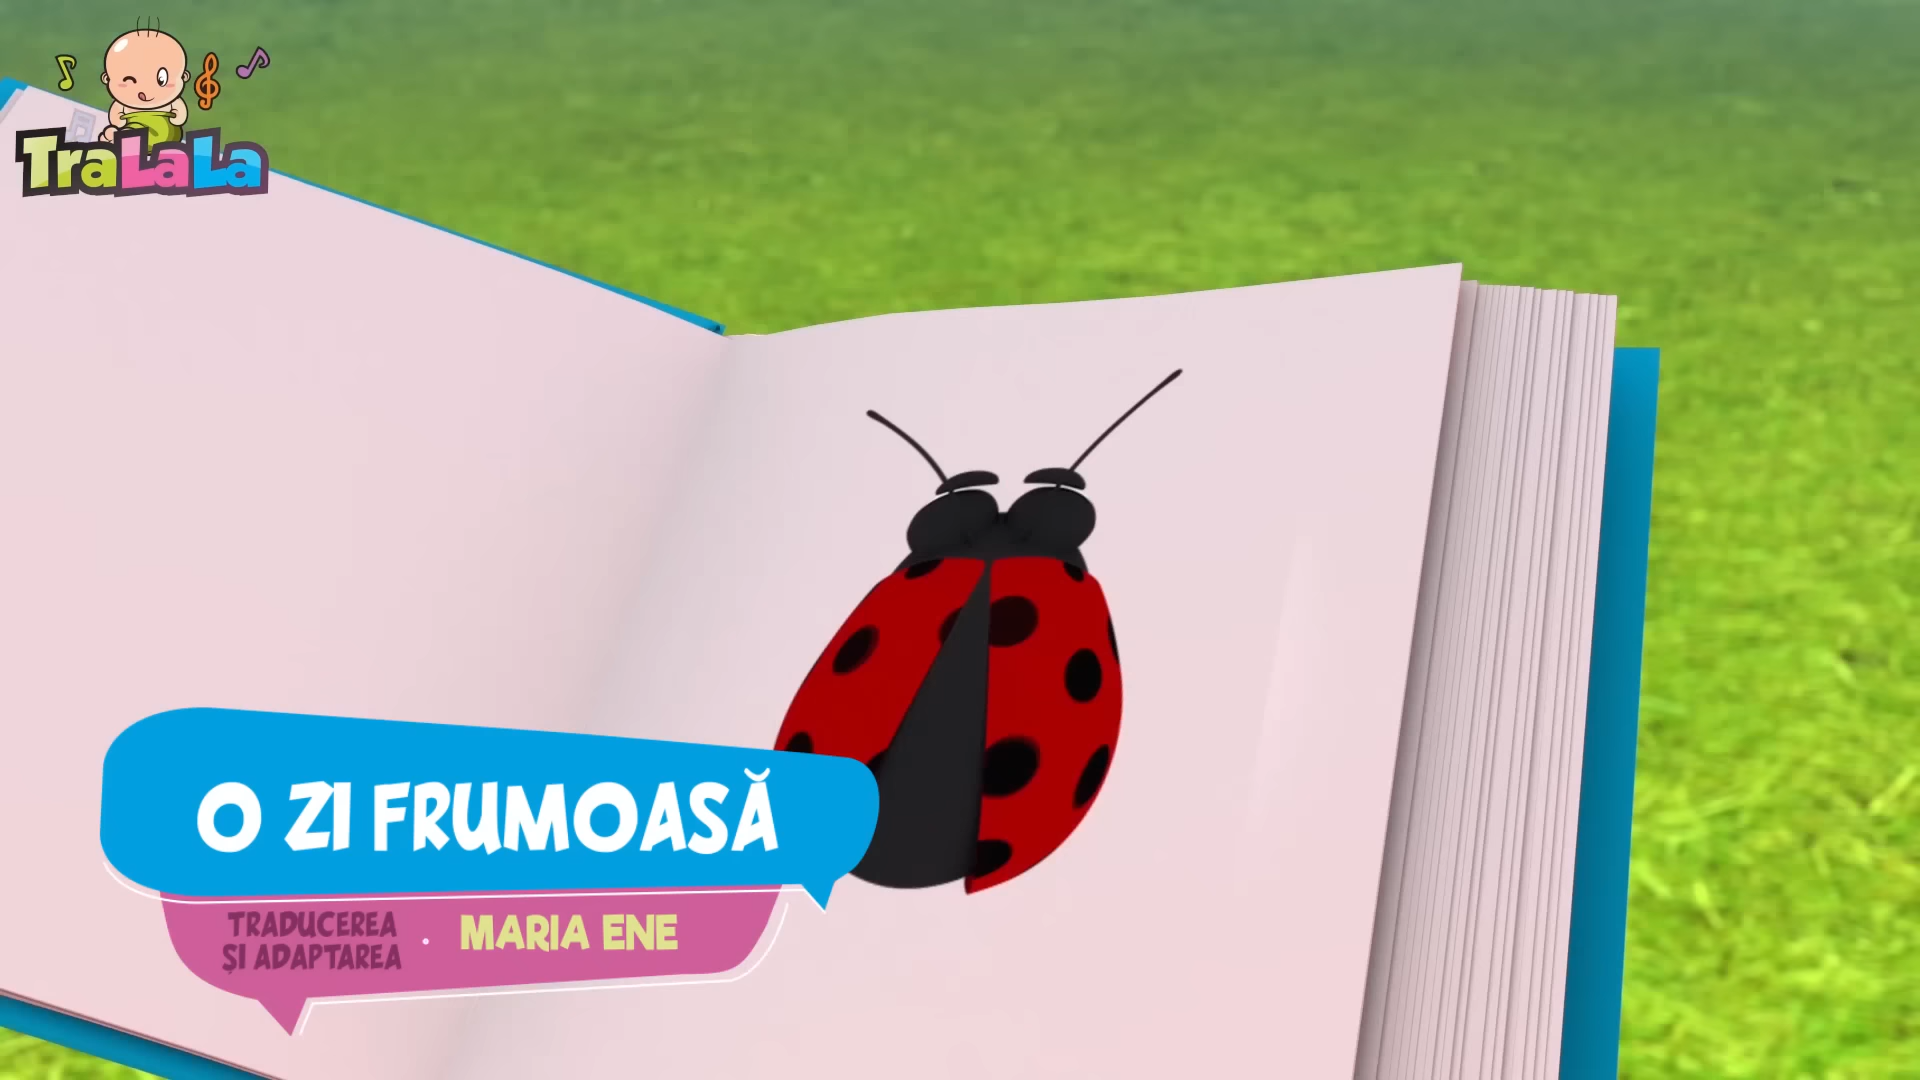 TraLaLa
O ZI FRUMOASĂ
TRADUCEREA
ȘI ADAPTAREA
· MARIA ENE